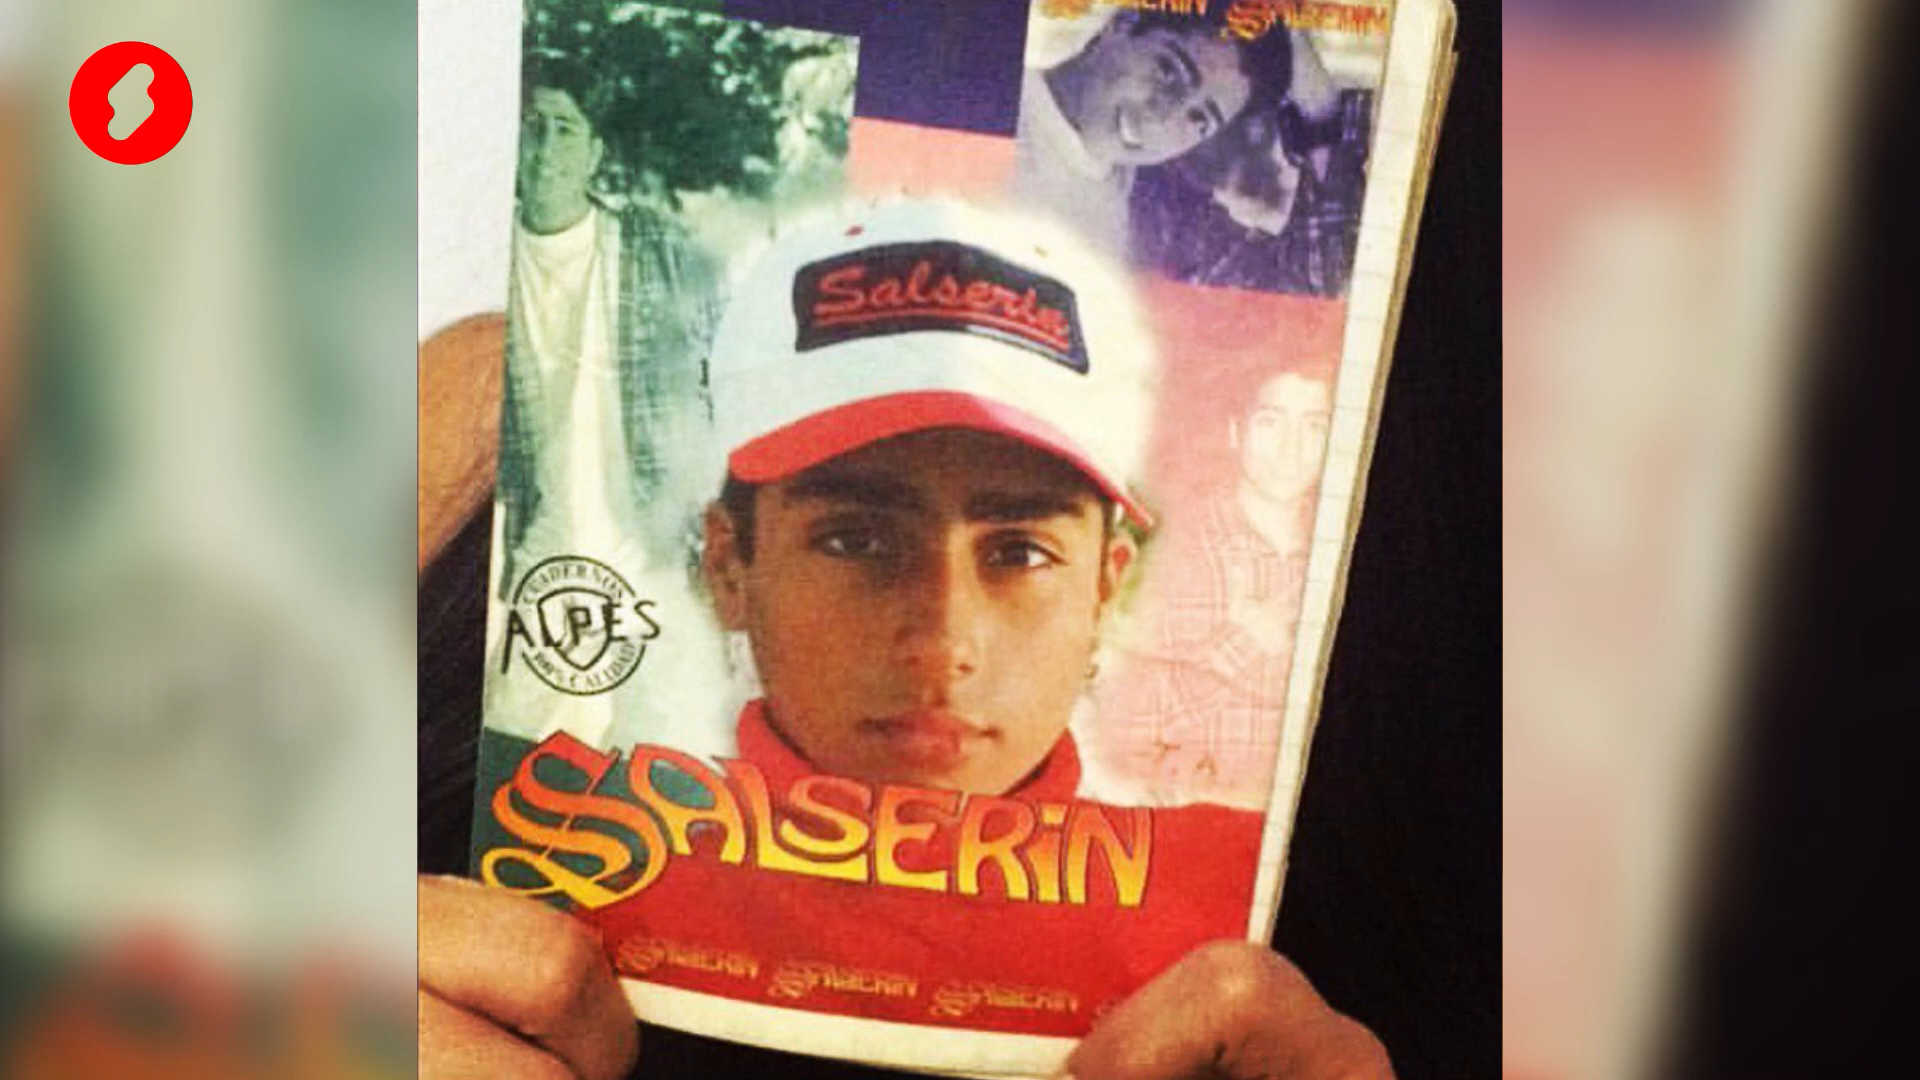 SALSERiN SALSERiN
Salserin
CUADERNOS
ALPES
100% CALIDAD
SALSERiN
SALSERiN SALSERiN SALSERiN